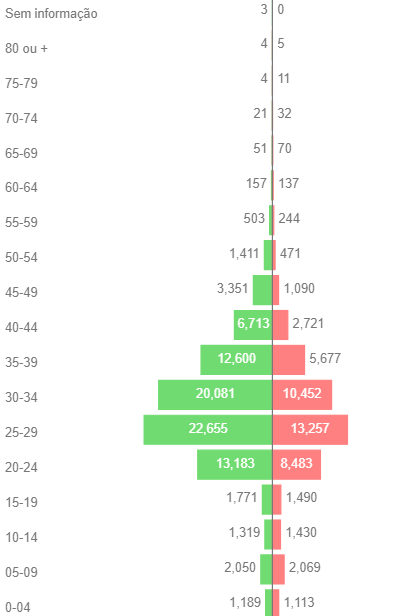 Sem informação 3 0
80 ou + 4 5
75-79 4 11
70-74 21 32
65-69 51 70
60-64 157 137
55-59 503 244
50-54 1,411 471
45-49 3,351 1,090
40-44 6,713 2,721
35-39 12,600 5,677
30-34 20,081 10,452
25-29 22,655 13,257
20-24 13,183 8,483
15-19 1,771 1,490
10-14 1,319 1,430
05-09 2,050 2,069
0-04 1,189 1,113